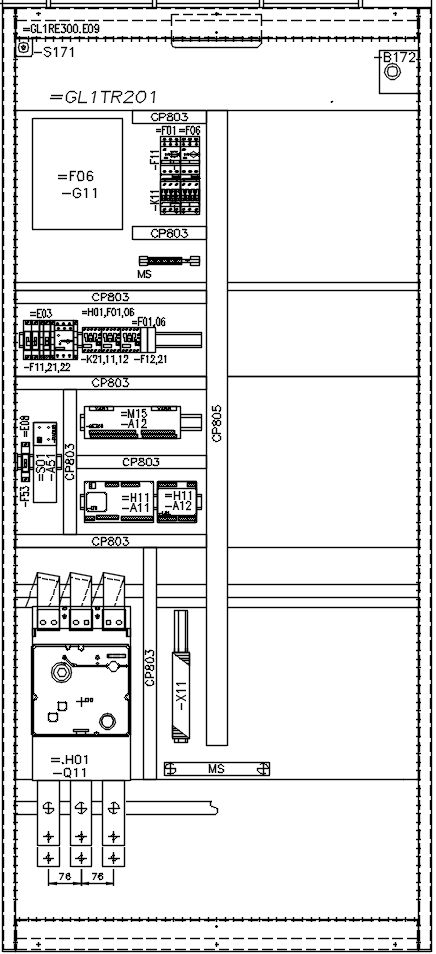 =GL1RE300.E09
-S171
-B172
=GL1TR201
CP803
=F01 =F06
-F11
=F06
-G11
-K11
CP803
MS
CP803
=E03
=H01,F01,06
=F01,06
-F11,21,22
-K21,11,12
-F12,21
CP803
CP805
=M15
-A12
=E08
CP803
CP803
=S01
-A51
-F53
=H11
-A11
=H11
-A12
CP803
CP803
-X11
MS
=.H01
-Q11
76
76